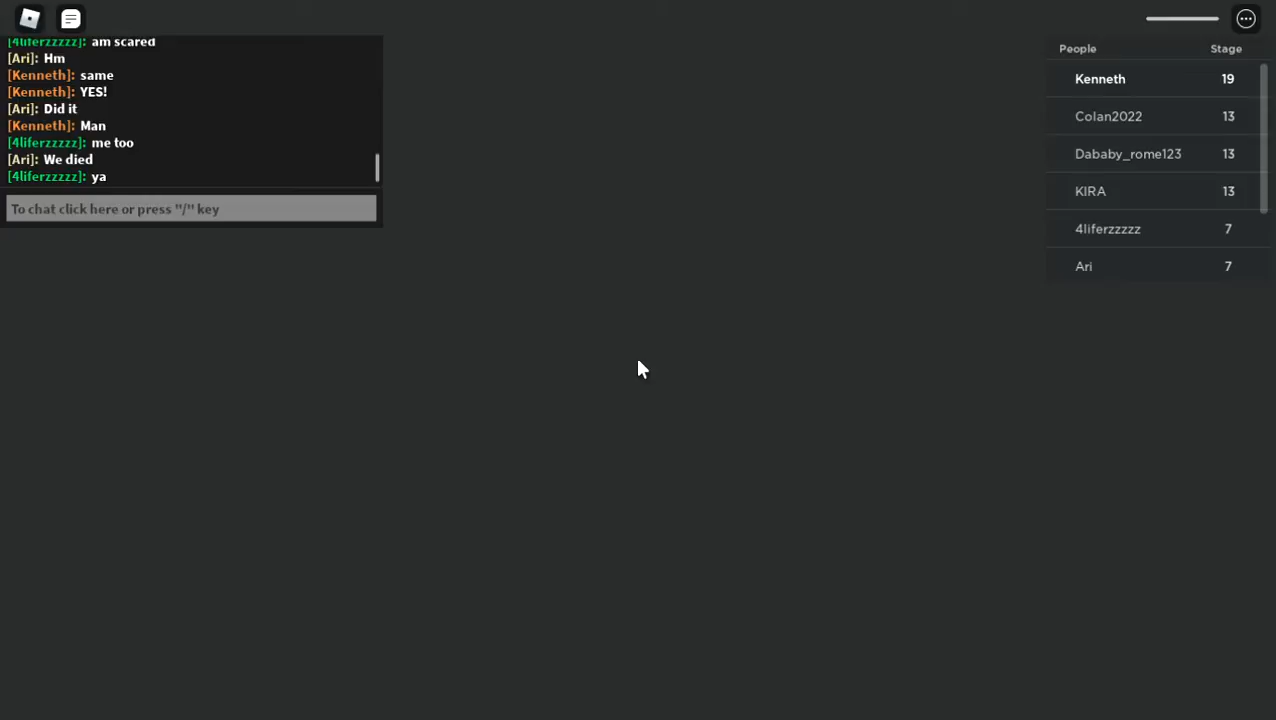 [4liferzzzzz]: am scared
[Ari]: Hm
[Kenneth]: same
[Kenneth]: YES!
[Ari]: Did it
[Kenneth]: Man
[4liferzzzzz]: me too
[Ari]: We died
[4liferzzzzz]: ya
To chat click here or press "/" key
People Stage
Kenneth 19
Colan2022 13
Dababy_rome123 13
KIRA 13
4liferzzzzz 7
Ari 7